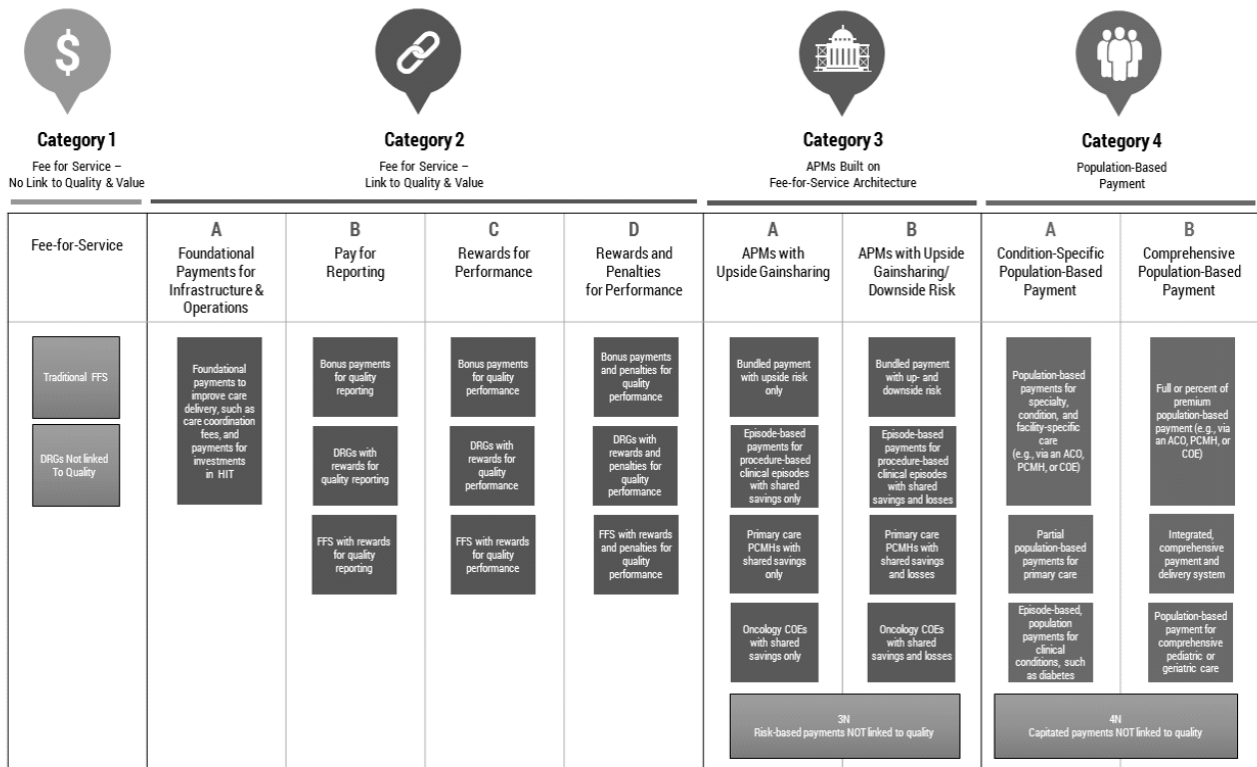 $
Category 1
Fee for Service –
No Link to Quality & Value
Category 2
Fee for Service –
Link to Quality & Value
Category 3
APMs Built on
Fee-for-Service Architecture
Category 4
Population-Based
Payment
Fee-for-Service
A
Foundational
Payments for
Infrastructure &
Operations
B
Pay for
Reporting
C
Rewards for
Performance
D
Rewards and
Penalties
for Performance
A
APMs with
Upside Gainsharing
B
APMs with Upside
Gainsharing/
Downside Risk
A
Condition-Specific
Population-Based
Payment
B
Comprehensive
Population-Based
Payment
Traditional FFS
DRGs Not linked
To Quality
Foundational
payments to
improve care
delivery, such as
care coordination
fees, and
payments for
investments
in HIT
Bonus payments
for quality
reporting
DRGs with
rewards for
quality reporting
FFS with rewards
for quality
reporting
Bonus payments
for quality
performance
DRGs with
rewards for
quality
performance
FFS with rewards
for quality
performance
Bonus payments
and penalties for
quality
performance
DRGs with
rewards and
penalties for
quality
performance
FFS with rewards
and penalties for
quality
performance
Bundled payment
with upside risk
only
Episode-based
payments for
procedure-based
clinical episodes
with shared
savings only
Primary care
PCMHs with
shared savings
only
Oncology COEs
with shared
savings only
Bundled payment
with up- and
downside risk
Episode-based
payments for
procedure-based
clinical episodes
with shared
savings and losses
Primary care
PCMHs with
shared savings
and losses
Oncology COEs
with shared
savings and losses
3N
Risk-based payments NOT linked to quality
Population-based
payments for
specialty,
condition, and
facility-specific
care
(e.g., via an ACO,
PCMH, or COE)
Partial
population-based
payments for
primary care
Episode-based,
population
payments for
clinical
conditions, such
as diabetes
Full or percent of
premium
population-based
payment (e.g., via
an ACO, PCMH, or
COE)
Integrated,
comprehensive
payment and
delivery system
Population-based
payment for
comprehensive
pediatric or
geriatric care
4N
Capitated payments NOT linked to quality